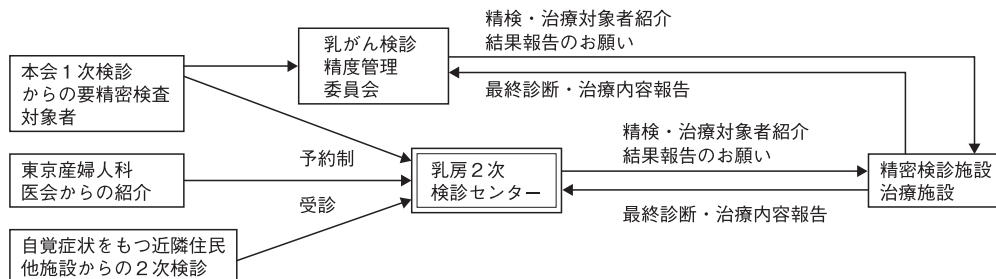 本会１次検診
からの要精密検査
対象者
東京産婦人科
医会からの紹介
自覚症状をもつ近隣住民
他施設からの２次検診
乳がん検診
精度管理
委員会
予約制
受診
乳房２次
検診センター
精検・治療対象者紹介
結果報告のお願い
最終診断・治療内容報告
精検・治療対象者紹介
結果報告のお願い
最終診断・治療内容報告
精密検診施設
治療施設